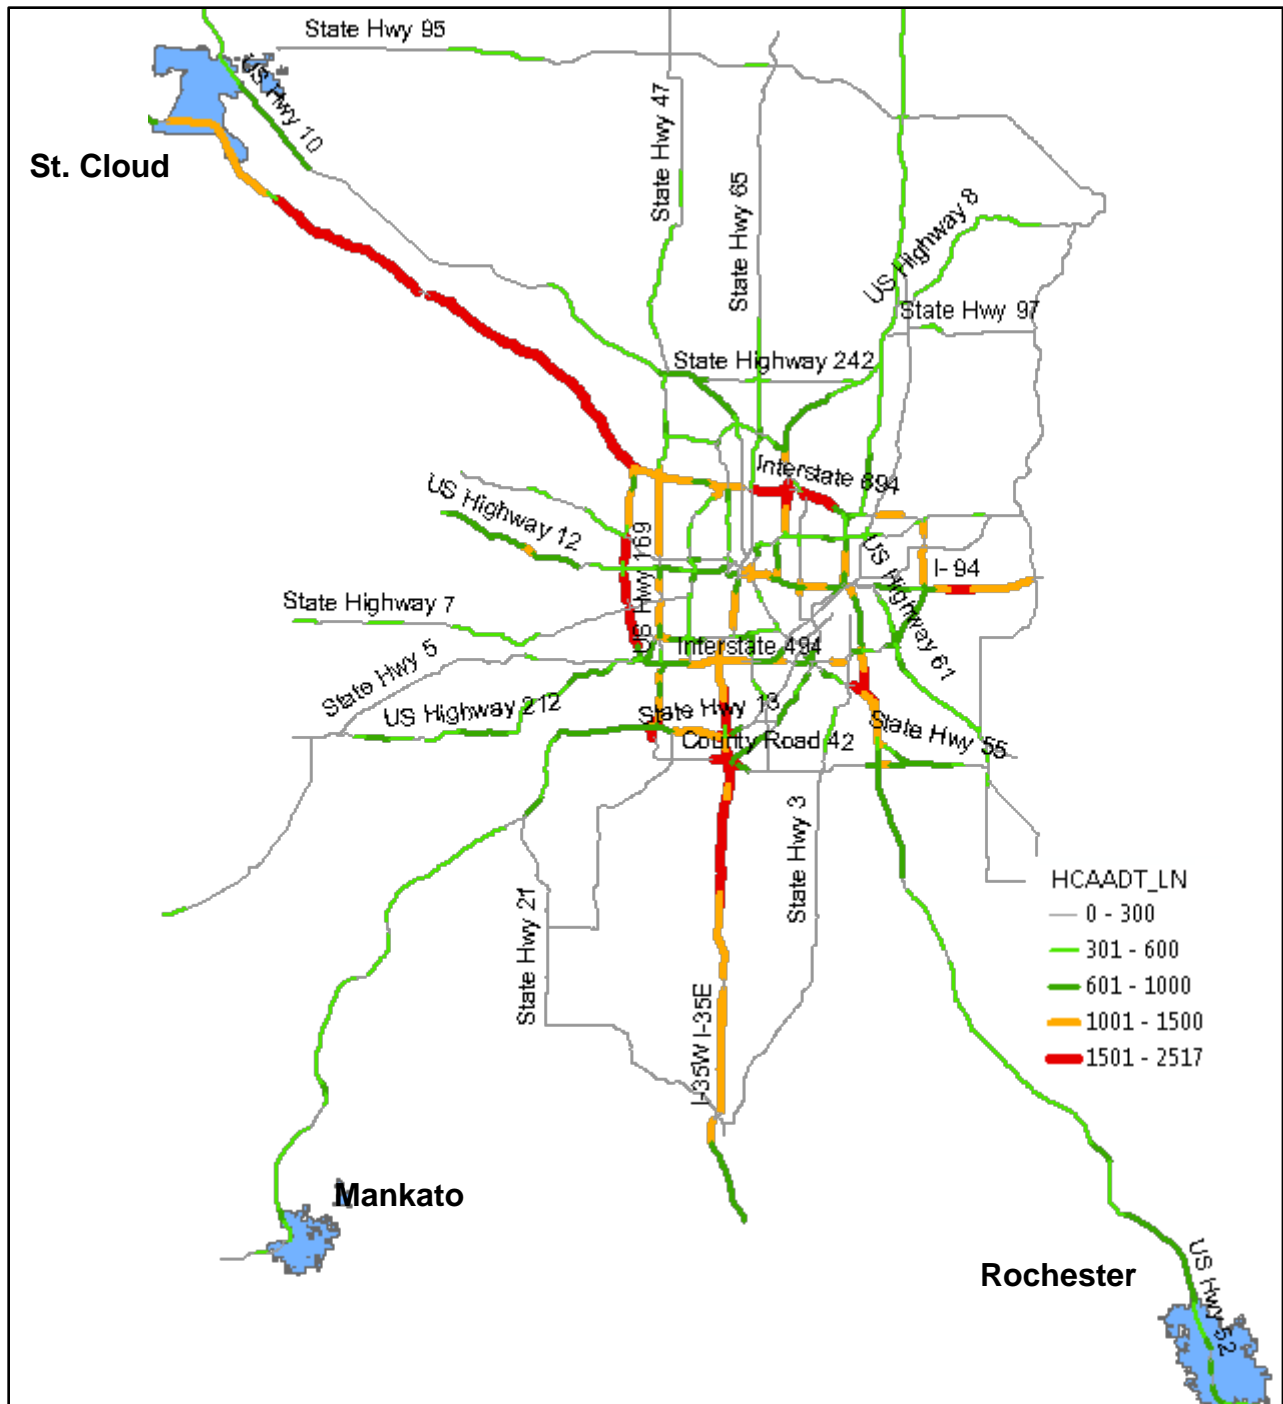 State Hwy 95
US Hwy 10
State Hwy 47
St. Cloud
State Hwy 65
US Highway 8
State Hwy 97
State Highway 242
Interstate 694
US Highway 12
US Hwy 169
US Highway 61
I- 94
State Highway 7
Interstate 494
State Hwy 5
US Highway 212
State Hwy 13
State Hwy 55
County Road 42
State Hwy 3
HCAADT_LN
0 - 300
301 - 600
601 - 1000
1001 - 1500
1501 - 2517
State Hwy 21
I-35W I-35E
Mankato
Rochester
US Hwy 52